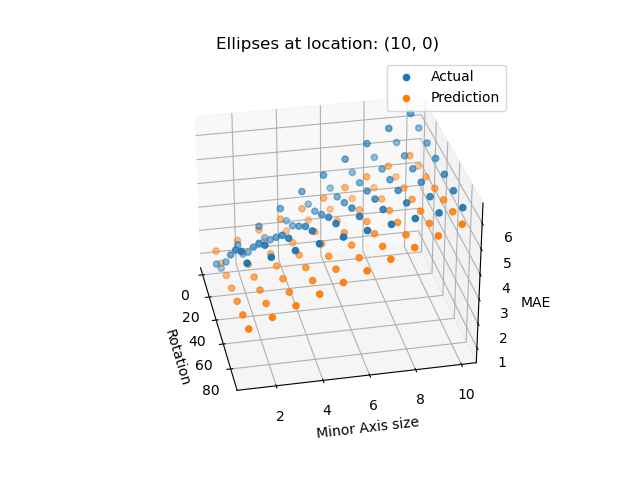 Ellipses at location: (10, 0)
Actual
Prediction
6
5
4
3
2
1
MAE
0
20
40
60
80
Rotation
2
4
6
8
10
Minor Axis size